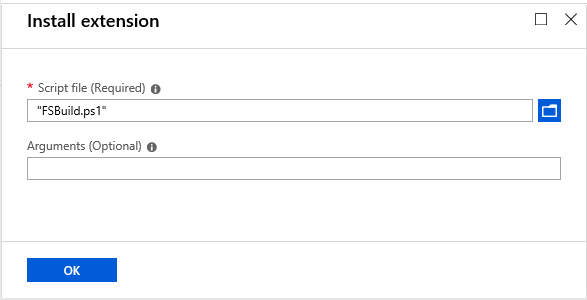 Install extension
* Script file (Required)
"FSBuild.ps1"
Arguments (Optional)
OK